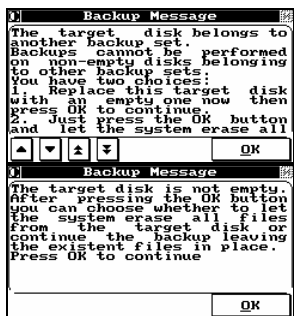 Backup Message
The target disk belongs to
another backup set.
Backups cannot be performed
on non-empty disks belonging
to other backup sets.
You have two choices:
1. Replace this target disk
with an empty one now then
press OK to continue.
2. Just press the OK button
and let the system erase all
OK
Backup Message
The target disk is not empty.
After pressing the OK button
you can choose whether to let
the system erase all files
from the target disk or
continue the backup leaving
the existent files in place.
Press OK to continue
OK